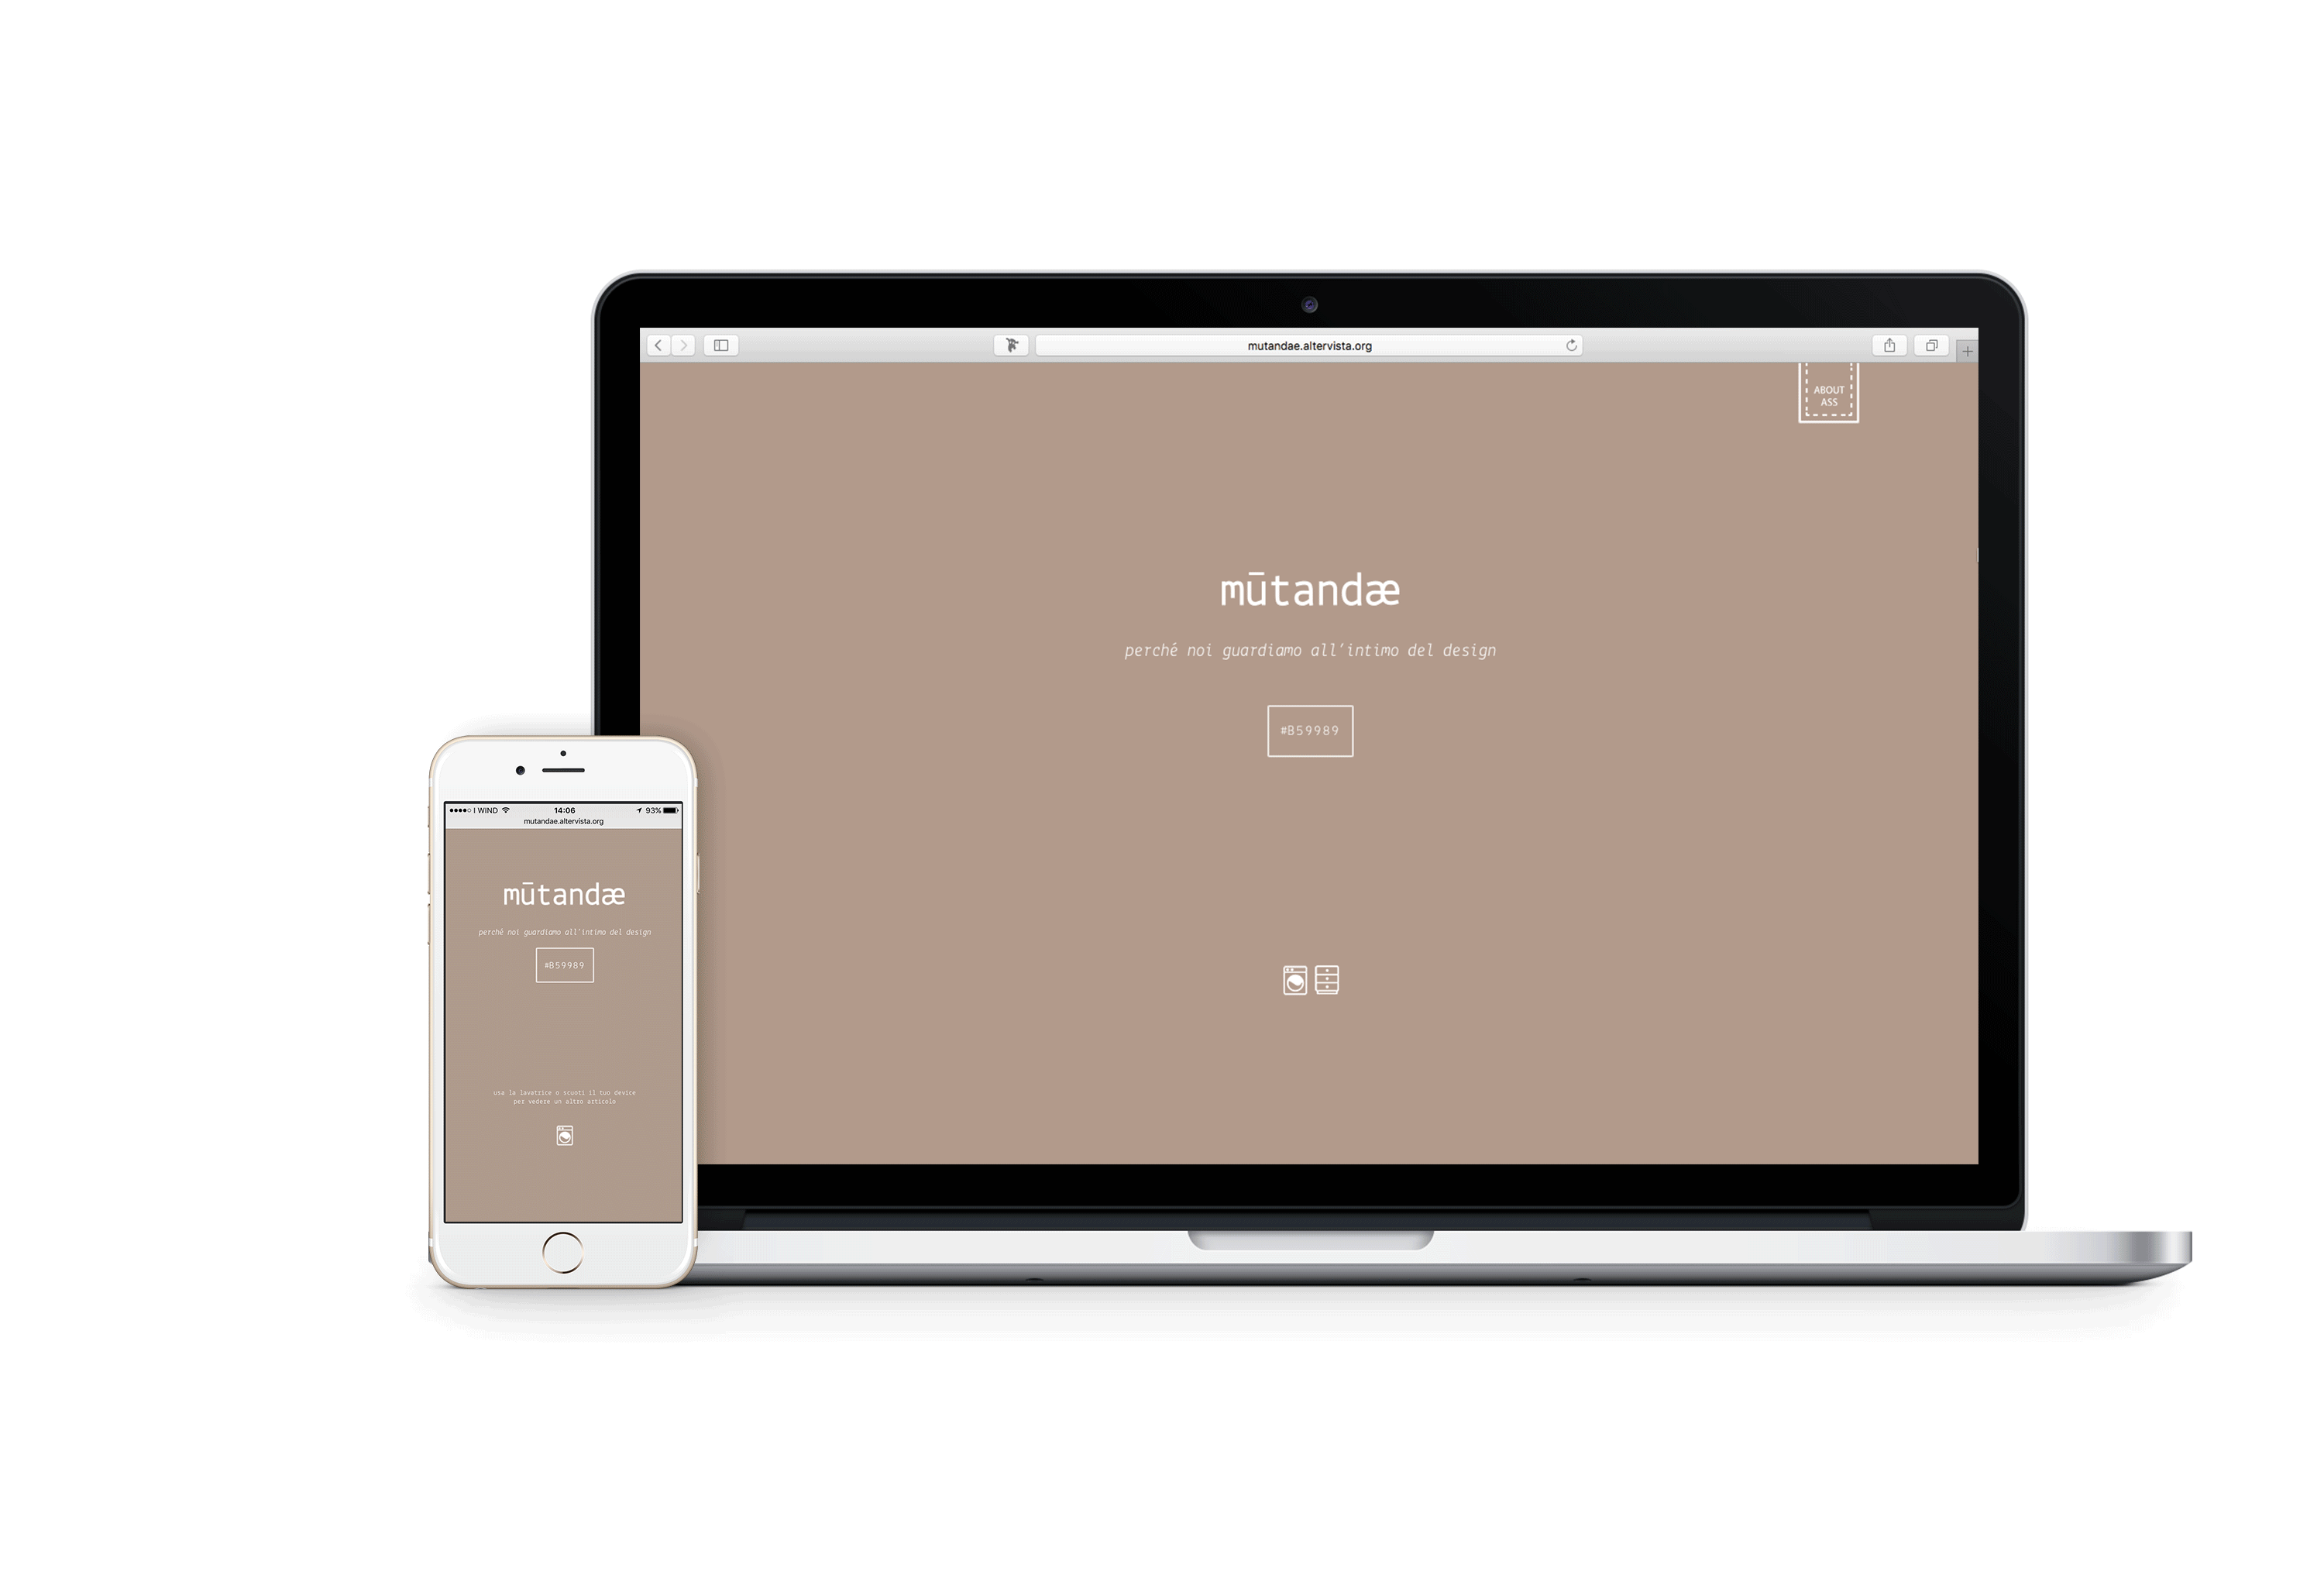 mutandae.altervista.org
ABOUT
ASS
mūtandæ
perché noi guardiamo all'intimo del design
#B59989
WIND 14:06 93%
mutandae.altervista.org
mūtandæ
perchè noi guardiamo all'intimo del design
#B59989
usa la lavatrice o scuoti il tuo device
per vedere un altro articolo